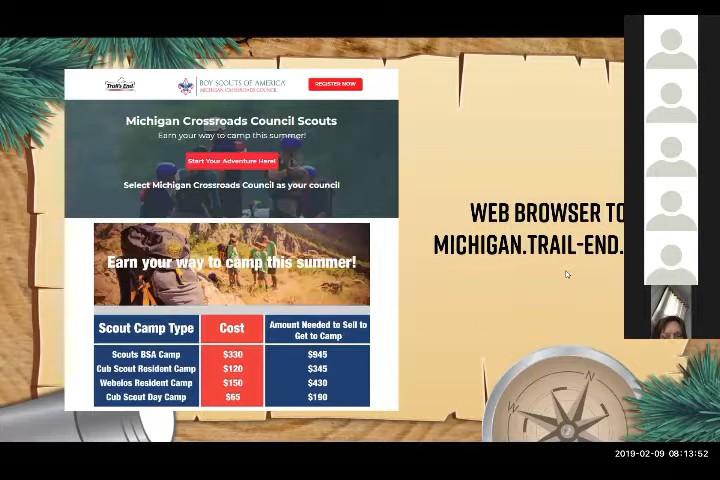 Trail's End
BOY SCOUTS OF AMERICA
MICHIGAN CROSSROADS COUNCIL
REGISTER NOW
Michigan Crossroads Council Scouts
Earn your way to camp this summer!
Start Your Adventure Here!
Select Michigan Crossroads Council as your council
Earn your way to camp this summer!
Scout Camp Type Cost Amount Needed to Sell to
Get to Camp
Scouts BSA Camp $330 $945
Cub Scout Resident Camp $120 $345
Webelos Resident Camp $150 $430
Cub Scout Day Camp $65 $190
WEB BROWSER TO
MICHIGAN.TRAIL-END.
N
W
2019-02-09 08:13:52